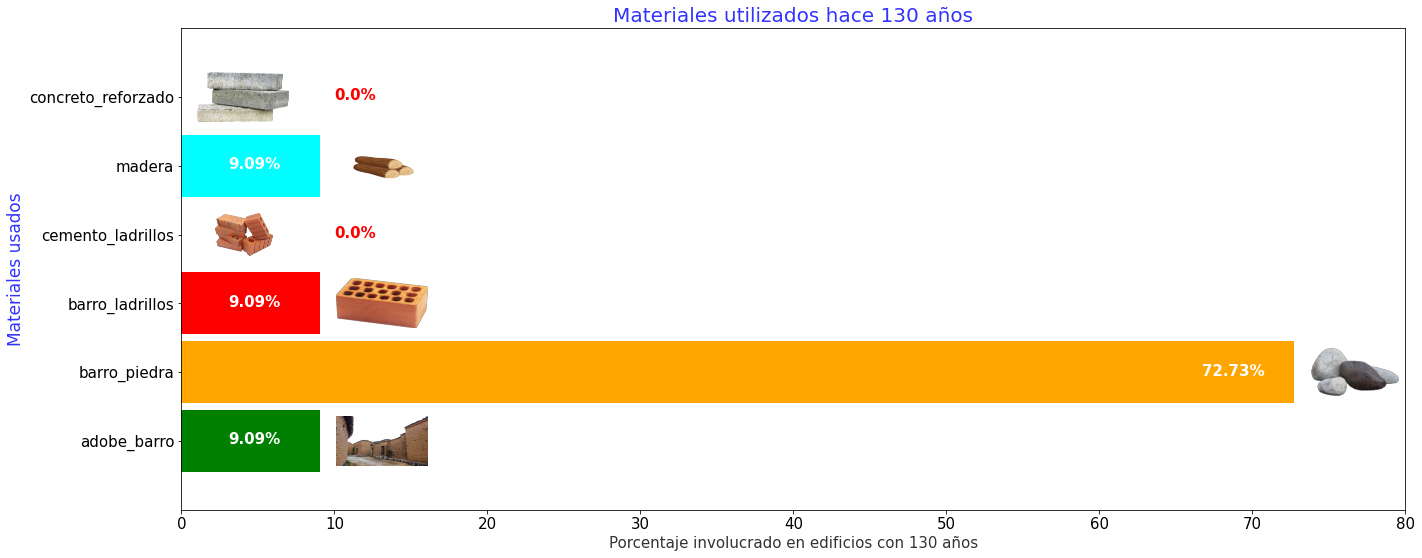 Materiales utilizados hace 130 años
concreto_reforzado
0.0%
madera
9.09%
cemento_ladrillos
0.0%
barro_ladrillos
9.09%
barro_piedra
72.73%
adobe_barro
9.09%
Materiales usados
0 10 20 30 40 50 60 70 80
Porcentaje involucrado en edificios con 130 años